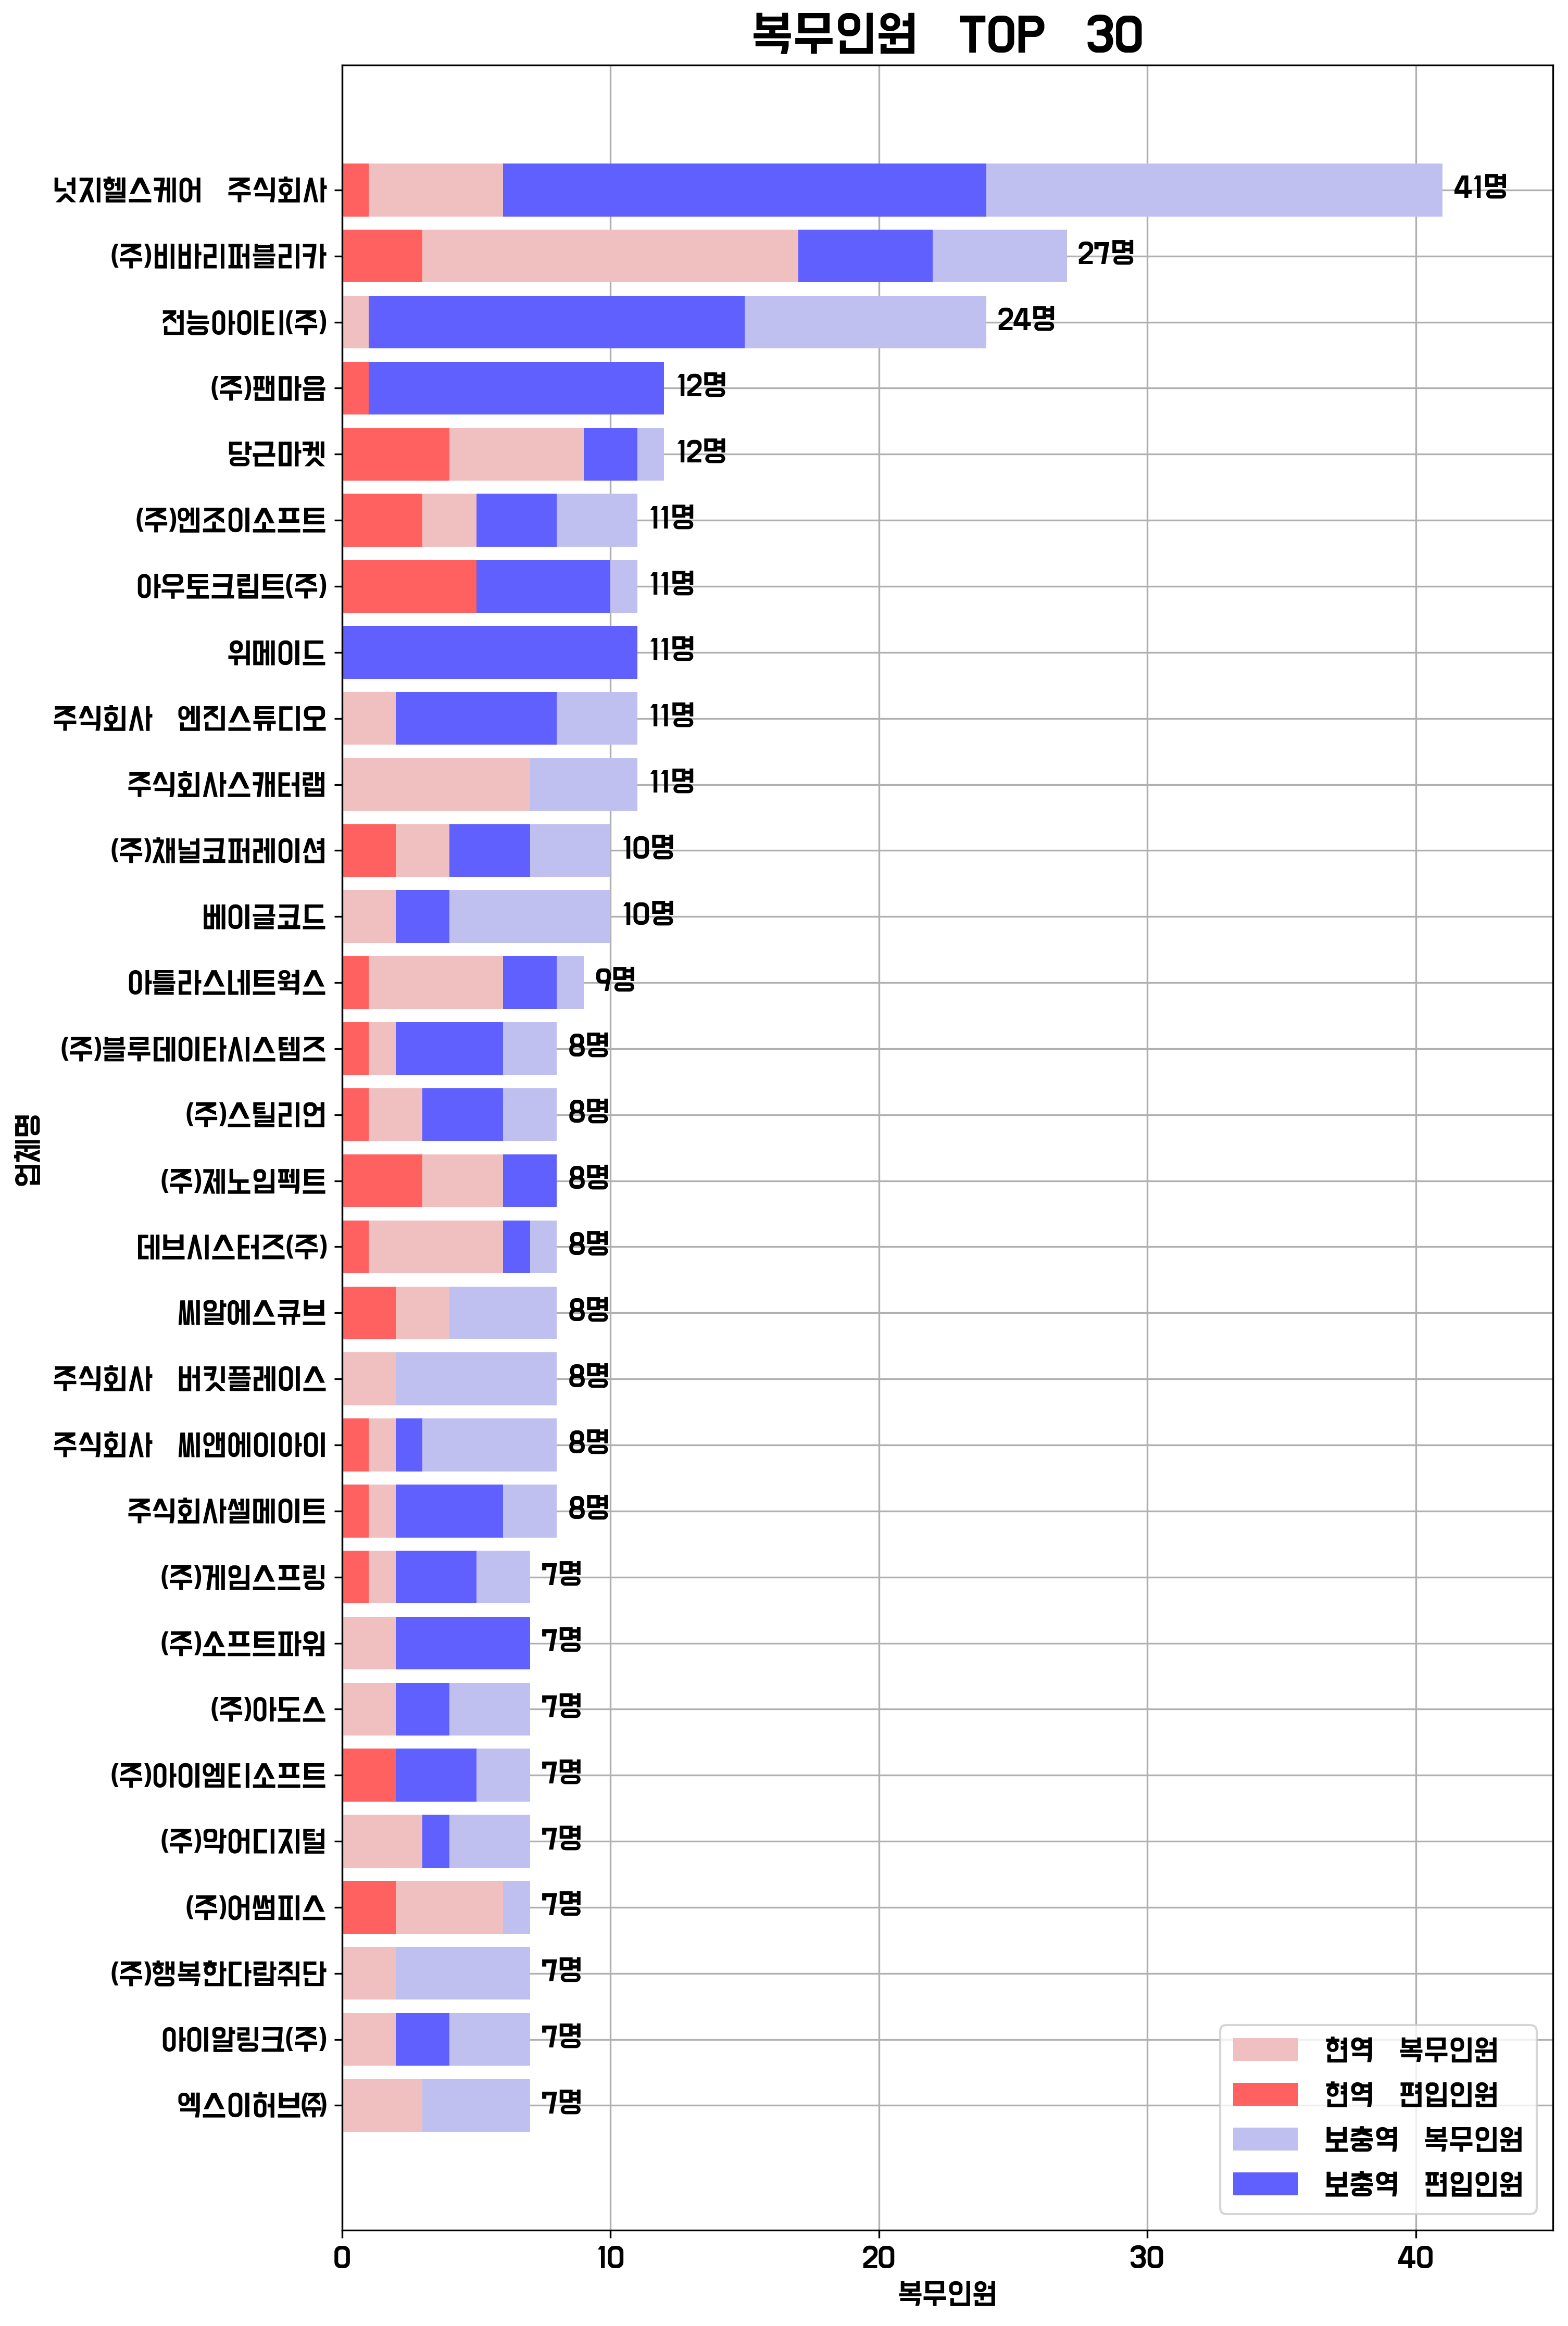 복무인원 TOP 30
넛지헬스케어 주식회사 41명
(주)비바리퍼블리카 27명
전능아이티(주) 24명
(주)팬마음 12명
당근마켓 12명
(주)엔조이소프트 11명
아우토크립트(주) 11명
위메이드 11명
주식회사 엔진스튜디오 11명
주식회사스캐터랩 11명
(주)채널코퍼레이션 10명
베이글코드 10명
아틀라스네트웍스 9명
(주)블루데이타시스템즈 8명
(주)스틸리언 8명
(주)제노임펙트 8명
데브시스터즈(주) 8명
씨알에스큐브 8명
주식회사 버킷플레이스 8명
주식회사 씨앤에이아이 8명
주식회사셀메이트 8명
(주)게임스프링 7명
(주)소프트파워 7명
(주)아도스 7명
(주)아이엠티소프트 7명
(주)악어디지털 7명
(주)어썸피스 7명
(주)행복한다람쥐단 7명
아이알링크(주) 7명
엑스이허브㈜ 7명
업체명
현역 복무인원
현역 편입인원
보충역 복무인원
보충역 편입인원
0 10 20 30 40
복무인원